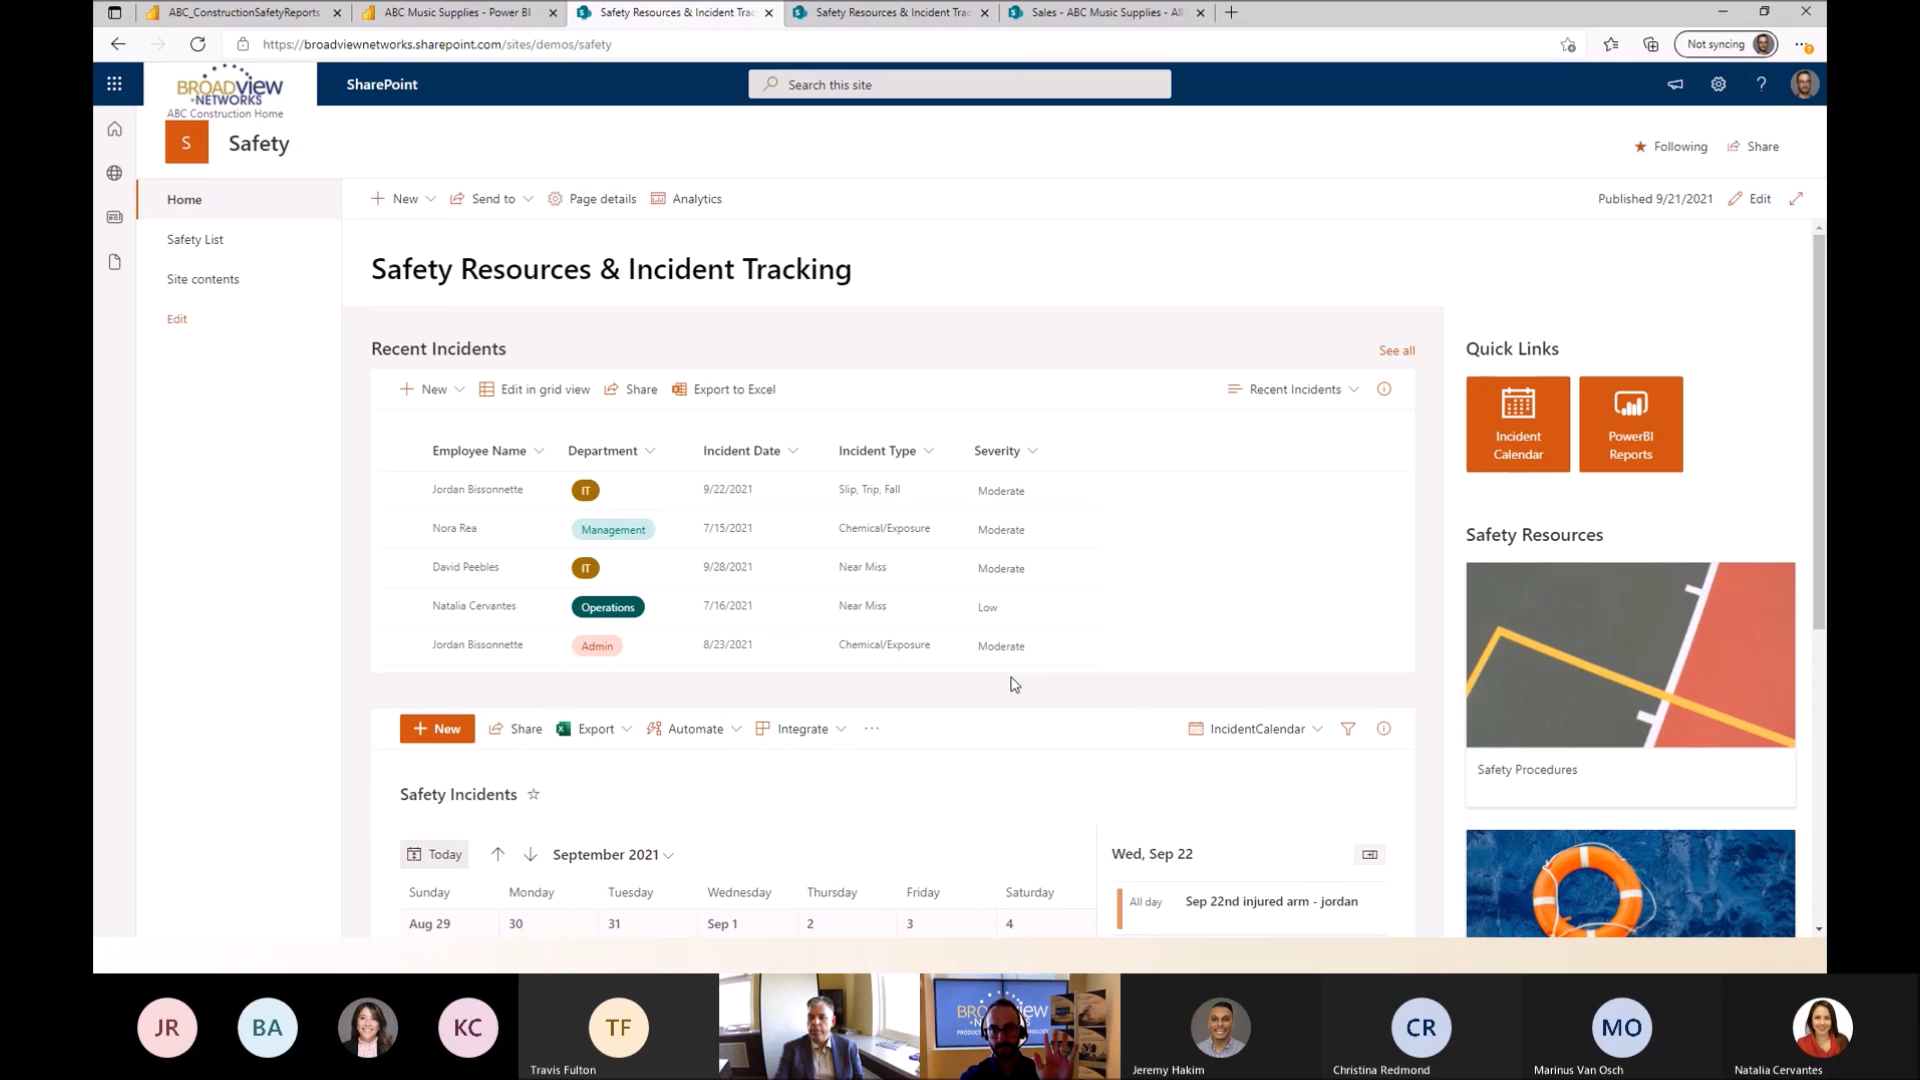 ABC_ConstructionSafetyReports
ABC Music Supplies - Power BI
Safety Resources & Incident Trac
Safety Resources & Incident Trac
Sales - ABC Music Supplies - All
https://broadviewnetworks.sharepoint.com/sites/demos/safety
Not syncing
BROADVIEW
NETWORKS
SharePoint
Search this site
ABC Construction Home
S
Safety
Following
Share
Home
Safety List
Site contents
Edit
New
Send to
Page details
Analytics
Published 9/21/2021
Edit
Safety Resources & Incident Tracking
Recent Incidents
See all
New
Edit in grid view
Share
Export to Excel
Recent Incidents
Employee Name Department Incident Date Incident Type Severity
Jordan Bissonnette IT 9/22/2021 Slip, Trip, Fall Moderate
Nora Rea Management 7/15/2021 Chemical/Exposure Moderate
David Peebles IT 9/28/2021 Near Miss Moderate
Natalia Cervantes Operations 7/16/2021 Near Miss Low
Jordan Bissonnette Admin 8/23/2021 Chemical/Exposure Moderate
New
Share
Export
Automate
Integrate
IncidentCalendar
Safety Incidents
Today
September 2021
Sunday Monday Tuesday Wednesday Thursday Friday Saturday
Aug 29 30 31 Sep 1 2 3 4
Wed, Sep 22
All day Sep 22nd injured arm - jordan
Quick Links
Incident
Calendar
PowerBI
Reports
Safety Resources
Safety Procedures
JR
BA
KC
TF
Travis Fulton
BROADVIEW
NETWORKS
Jeremy Hakim
CR
Christina Redmond
MO
Marinus Van Osch
Natalia Cervantes